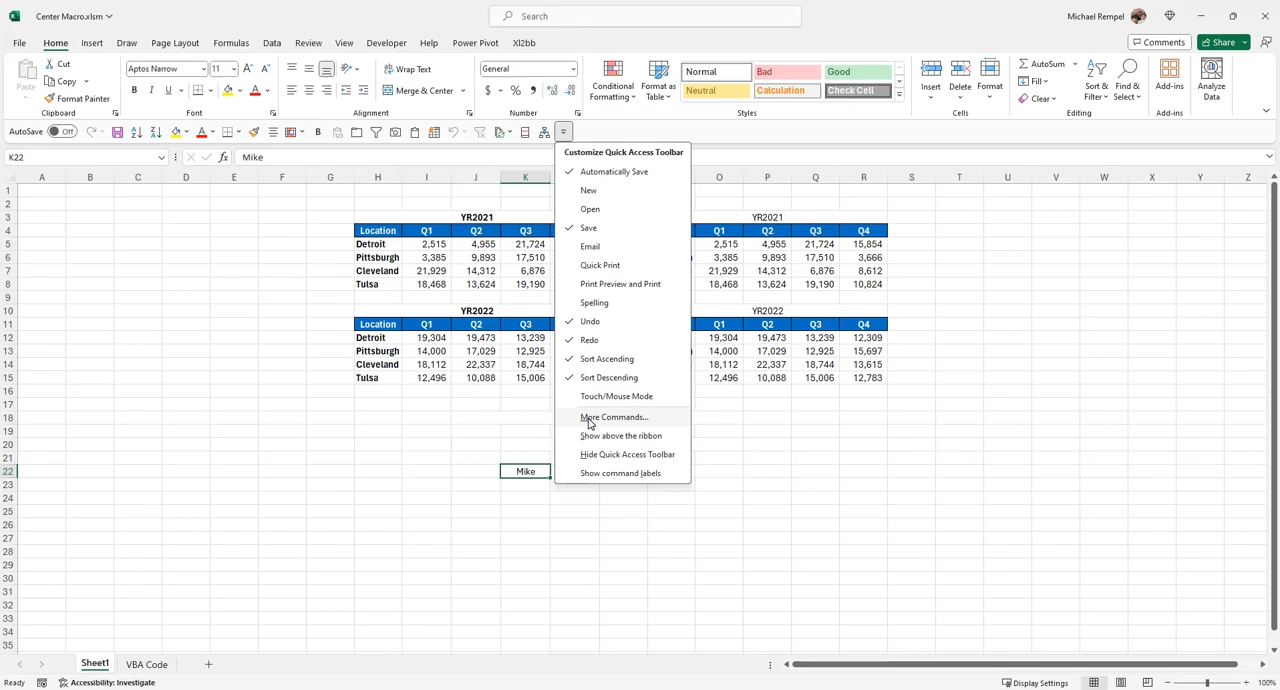 Center Macro.xlsm
Search
Michael Rempel
File Home Insert Draw Page Layout Formulas Data Review View Developer Help Power Pivot Xl2bb
Comments Share
Paste
Cut
Copy
Format Painter
Clipboard
Aptos Narrow 11
B I U
Font
Wrap Text
Merge & Center
Alignment
General
$ % 9
Number
Conditional Formatting
Format as Table
Normal Bad Good
Neutral Calculation Check Cell
Styles
Insert Delete Format
Cells
AutoSum
Fill
Clear
Sort & Filter
Find & Select
Editing
Add-ins
Add-ins
Analyze Data
AutoSave Off
K22 fx Mike
Customize Quick Access Toolbar
Automatically Save
New
Open
Save
Email
Quick Print
Print Preview and Print
Spelling
Undo
Redo
Sort Ascending
Sort Descending
Touch/Mouse Mode
More Commands...
Show above the ribbon
Hide Quick Access Toolbar
Show command labels
A B C D E F G H I J K O P Q R S T U V W X Y Z
1
2
3 YR2021 YR2021
4 Location Q1 Q2 Q3 Q1 Q2 Q3 Q4
5 Detroit 2,515 4,955 21,724 2,515 4,955 21,724 15,854
6 Pittsburgh 3,385 9,893 17,510 3,385 9,893 17,510 3,666
7 Cleveland 21,929 14,312 6,876 21,929 14,312 6,876 8,612
8 Tulsa 18,468 13,624 19,190 18,468 13,624 19,190 10,824
9
10 YR2022 YR2022
11 Location Q1 Q2 Q3 Q1 Q2 Q3 Q4
12 Detroit 19,304 19,473 13,239 19,304 19,473 13,239 12,309
13 Pittsburgh 14,000 17,029 12,925 14,000 17,029 12,925 15,697
14 Cleveland 18,112 22,337 18,744 18,112 22,337 18,744 13,615
15 Tulsa 12,496 10,088 15,006 12,496 10,088 15,006 12,783
16
17
18
19
20
21
22 Mike
23
24
25
26
27
28
29
30
31
32
33
34
35
Sheet1 VBA Code
Ready Accessibility: Investigate Display Settings 100%